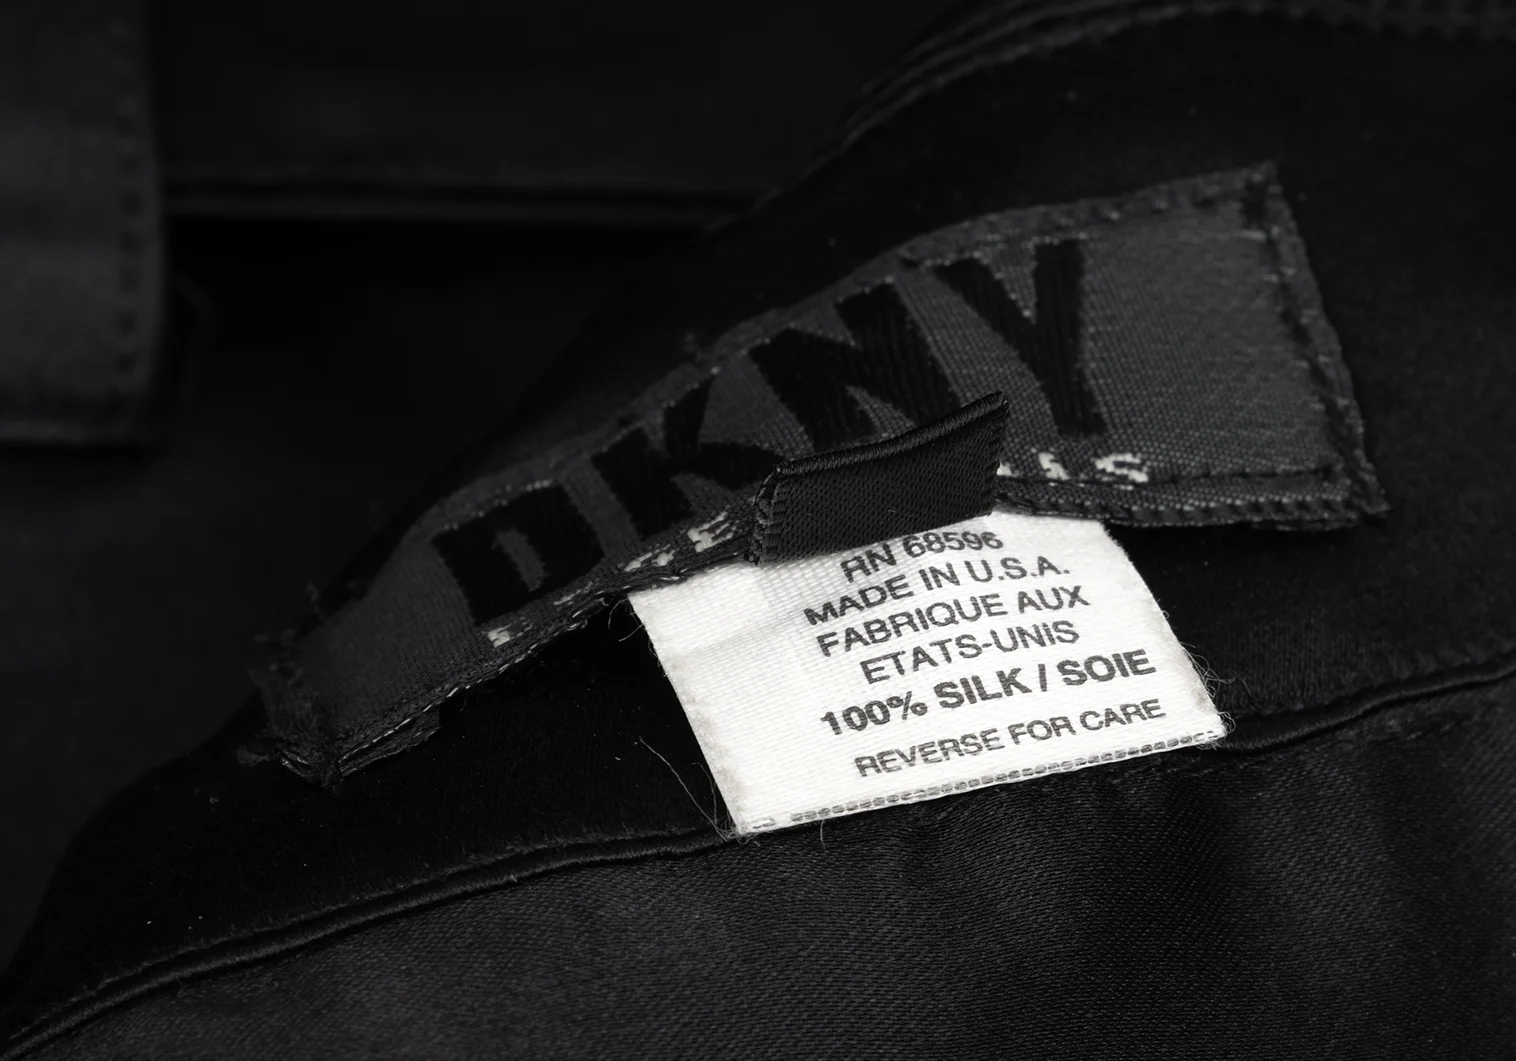 DKNY
RN 68596
MADE IN U.S.A.
FABRIQUE AUX
ETATS-UNIS
100% SILK / SOIE
REVERSE FOR CARE